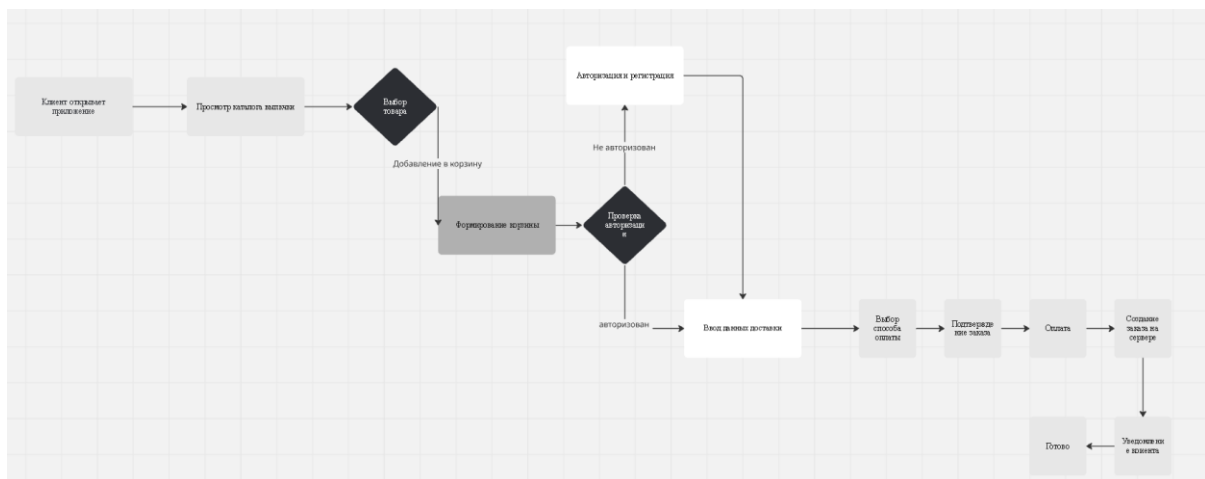 Клиент открывает
приложение
Просмотр каталога выпечки
Выбор
товара
Добавление в корзину
Авторизация и регистрация
Не авторизован
Формирование корзины
Проверка
авторизаци
и
авторизован
Ввод данных доставки
Выбор
способа
оплаты
Подтвержде
ние заказа
Оплата
Создание
заказа на
сервере
Уведомлени
е
Готово